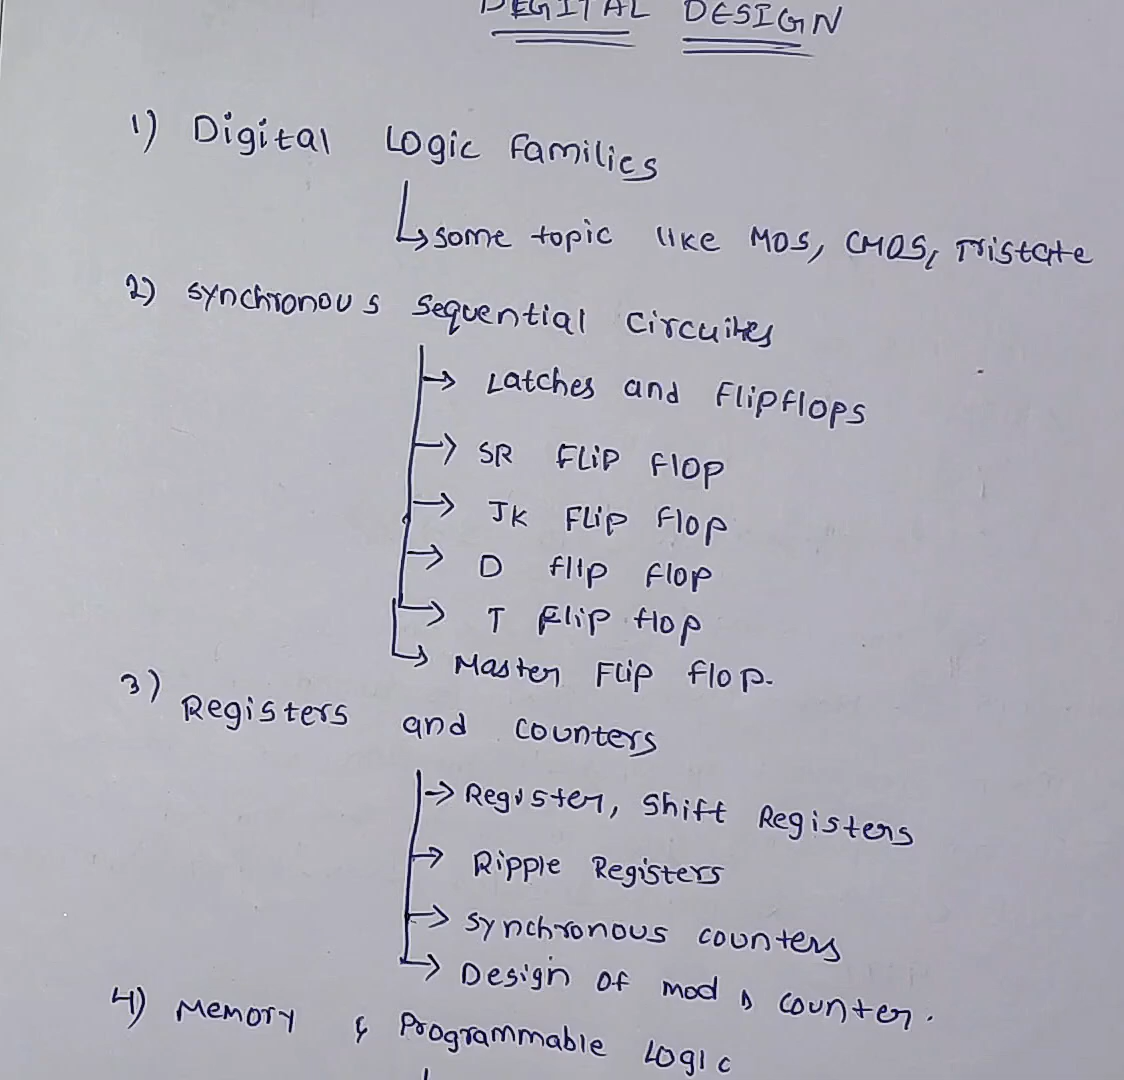 DEGITAL DESIGN
1) Digital Logic families
some topic like MOS, CMOS, Tristate
2) Synchronous Sequential Circuites
Latches and Flipflops
SR FLIP Flop
JK FLIP Flop
D flip flop
T Flip flop
Master Flip flop.
3) Registers and counters
Register, Shift Registers
Ripple Registers
synchronous counters
Design of mod counter.
4) Memory & Programmable Logic